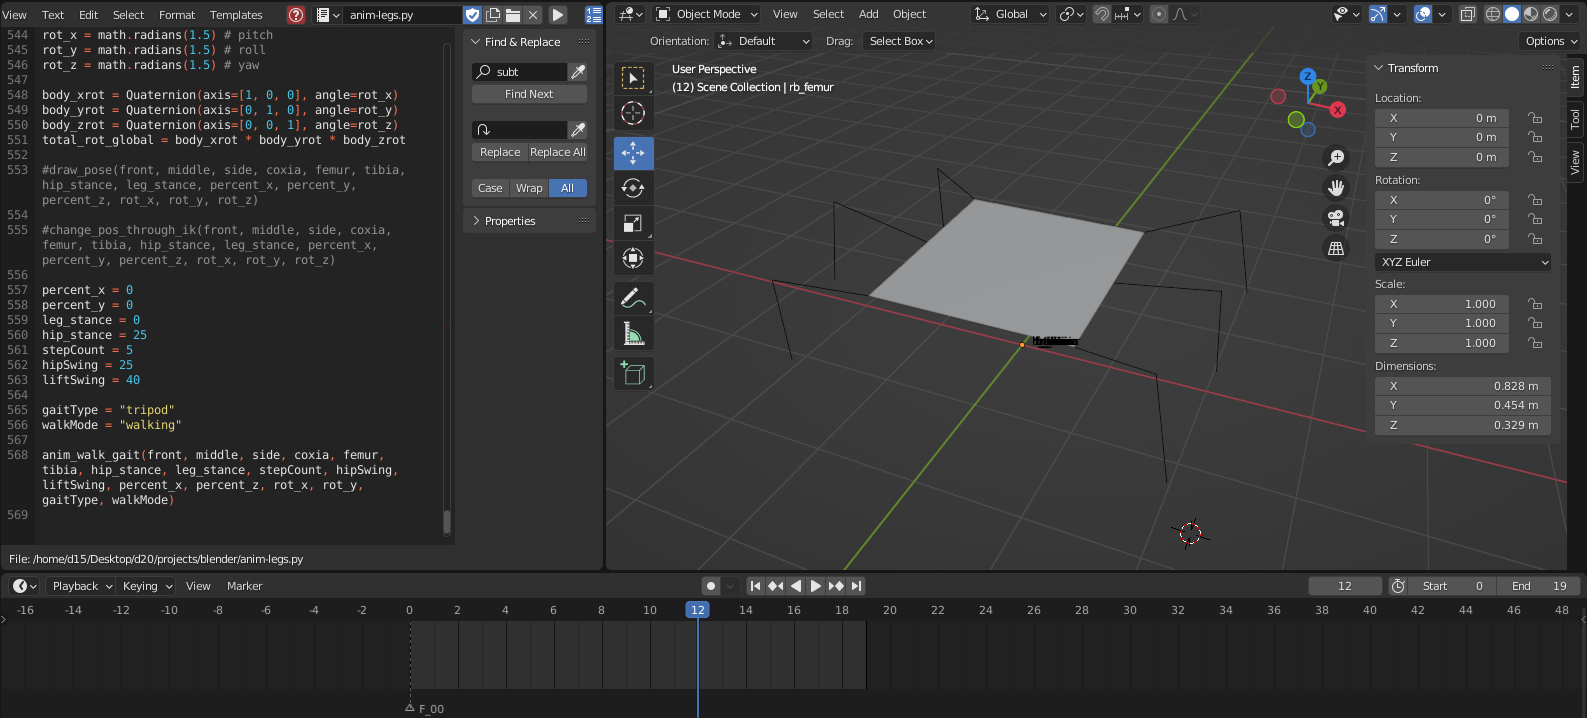 View Text Edit Select Format Templates anim-legs.py
544 rot_x = math.radians(1.5) # pitch
545 rot_y = math.radians(1.5) # roll
546 rot_z = math.radians(1.5) # yaw
547
548 body_xrot = Quaternion(axis=[1, 0, 0], angle=rot_x)
549 body_yrot = Quaternion(axis=[0, 1, 0], angle=rot_y)
550 body_zrot = Quaternion(axis=[0, 0, 1], angle=rot_z)
551 total_rot_global = body_xrot * body_yrot * body_zrot
552
553 #draw_pose(front, middle, side, coxia, femur, tibia,
hip_stance, leg_stance, percent_x, percent_y,
percent_z, rot_x, rot_y, rot_z)
554
555 #change_pos_through_ik(front, middle, side, coxia,
femur, tibia, hip_stance, leg_stance, percent_x,
percent_y, percent_z, rot_x, rot_y, rot_z)
556
557 percent_x = 0
558 percent_y = 0
559 leg_stance = 0
560 hip_stance = 25
561 stepCount = 5
562 hipSwing = 25
563 liftSwing = 40
564
565 gaitType = "tripod"
566 walkMode = "walking"
567
568 anim_walk_gait(front, middle, side, coxia, femur,
tibia, hip_stance, leg_stance, stepCount, hipSwing,
liftSwing, percent_x, percent_z, rot_x, rot_y,
gaitType, walkMode)
569
File: /home/d15/Desktop/d20/projects/blender/anim-legs.py
Find & Replace
subt
Find Next
Replace Replace All
Case Wrap All
Properties
Object Mode View Select Add Object Global
Orientation: Default Drag: Select Box Options
User Perspective
(12) Scene Collection | rb_femur
Z
Y
X
Transform
Location:
X 0 m
Y 0 m
Z 0 m
Rotation:
X 0°
Y 0°
Z 0°
XYZ Euler
Scale:
X 1.000
Y 1.000
Z 1.000
Dimensions:
X 0.828 m
Y 0.454 m
Z 0.329 m
Item
Tool
View
Playback Keying View Marker 12 Start 0 End 19
-16 -14 -12 -10 -8 -6 -4 -2 0 2 4 6 8 10 12 14 16 18 20 22 24 26 28 30 32 34 36 38 40 42 44 46 48
F_00